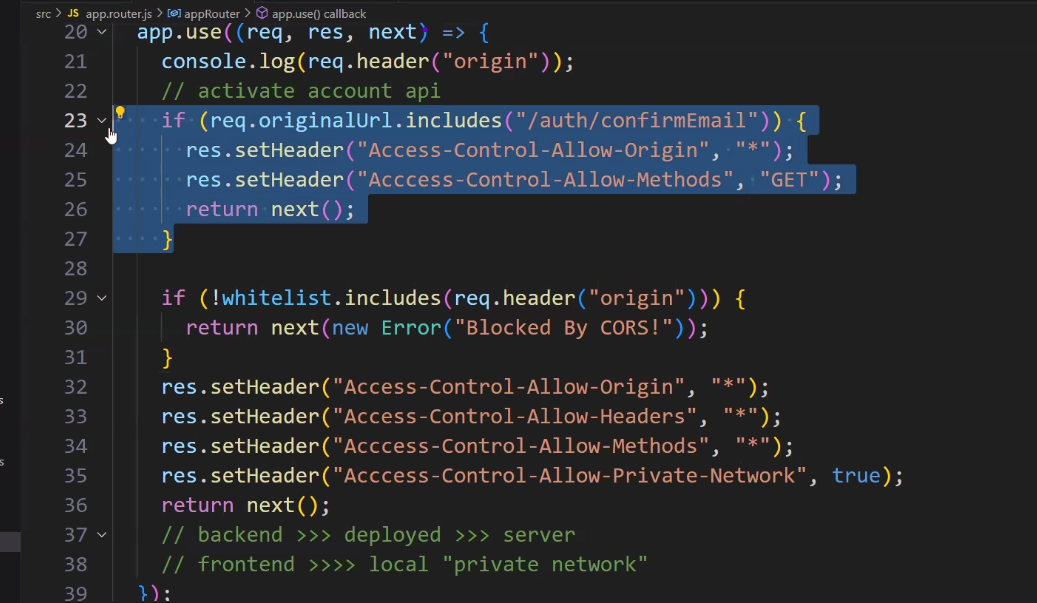 src > JS app.router.js > appRouter > app.use() callback
20 app.use((req, res, next) => {
21 console.log(req.header("origin"));
22 // activate account api
23 if (req.originalUrl.includes("/auth/confirmEmail")) {
24 res.setHeader("Access-Control-Allow-Origin", "*");
25 res.setHeader("Acccess-Control-Allow-Methods", "GET");
26 return next();
27 }
28
29 if (!whitelist.includes(req.header("origin"))) {
30 return next(new Error("Blocked By CORS!"));
31 }
32 res.setHeader("Access-Control-Allow-Origin", "*");
33 res.setHeader("Access-Control-Allow-Headers", "*");
34 res.setHeader("Acccess-Control-Allow-Methods", "*");
35 res.setHeader("Acccess-Control-Allow-Private-Network", true);
36 return next();
37 // backend >>> deployed >>> server
38 // frontend >>>> local "private network"
39 });